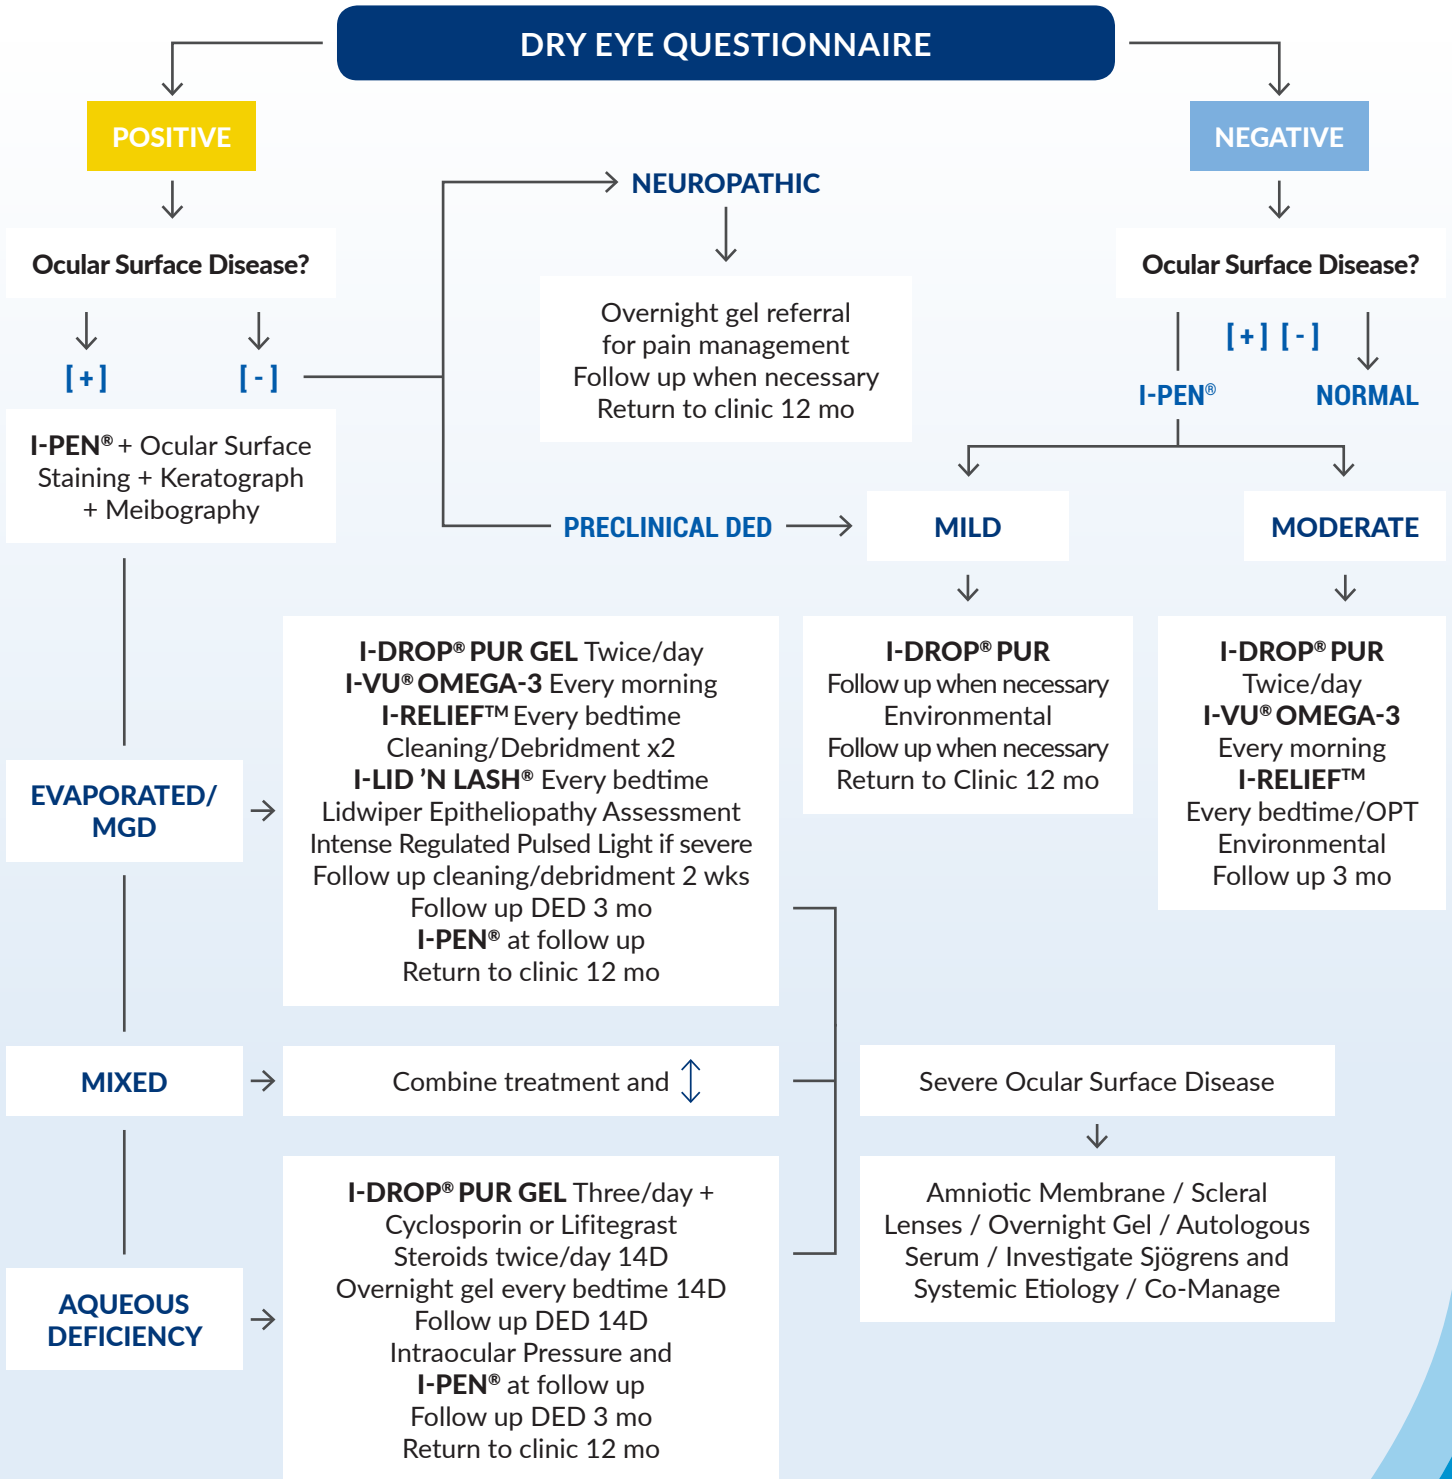 DRY EYE QUESTIONNAIRE
POSITIVE
NEGATIVE
NEUROPATHIC
Ocular Surface Disease?
Ocular Surface Disease?
[ + ]
[ - ]
Overnight gel referral
for pain management
Follow up when necessary
Return to clinic 12 mo
[ + ] [ - ]
I-PEN®
NORMAL
I-PEN® + Ocular Surface
Staining + Keratograph
+ Meibography
PRECLINICAL DED
MILD
MODERATE
I-DROP® PUR GEL Twice/day
I-VU® OMEGA-3 Every morning
I-RELIEF™ Every bedtime
Cleaning/Debridment x2
I-LID ’N LASH® Every bedtime
Lidwiper Epitheliopathy Assessment
Intense Regulated Pulsed Light if severe
Follow up cleaning/debridment 2 wks
Follow up DED 3 mo
I-PEN® at follow up
Return to clinic 12 mo
I-DROP® PUR
Follow up when necessary
Environmental
Follow up when necessary
Return to Clinic 12 mo
I-DROP® PUR
Twice/day
I-VU® OMEGA-3
Every morning
I-RELIEF™
Every bedtime/OPT
Environmental
Follow up 3 mo
EVAPORATED/
MGD
MIXED
Combine treatment and
Severe Ocular Surface Disease
I-DROP® PUR GEL Three/day +
Cyclosporin or Lifitegrast
Steroids twice/day 14D
Overnight gel every bedtime 14D
Follow up DED 14D
Intraocular Pressure and
I-PEN® at follow up
Follow up DED 3 mo
Return to clinic 12 mo
Amniotic Membrane / Scleral
Lenses / Overnight Gel / Autologous
Serum / Investigate Sjögrens and
Systemic Etiology / Co-Manage
AQUEOUS
DEFICIENCY